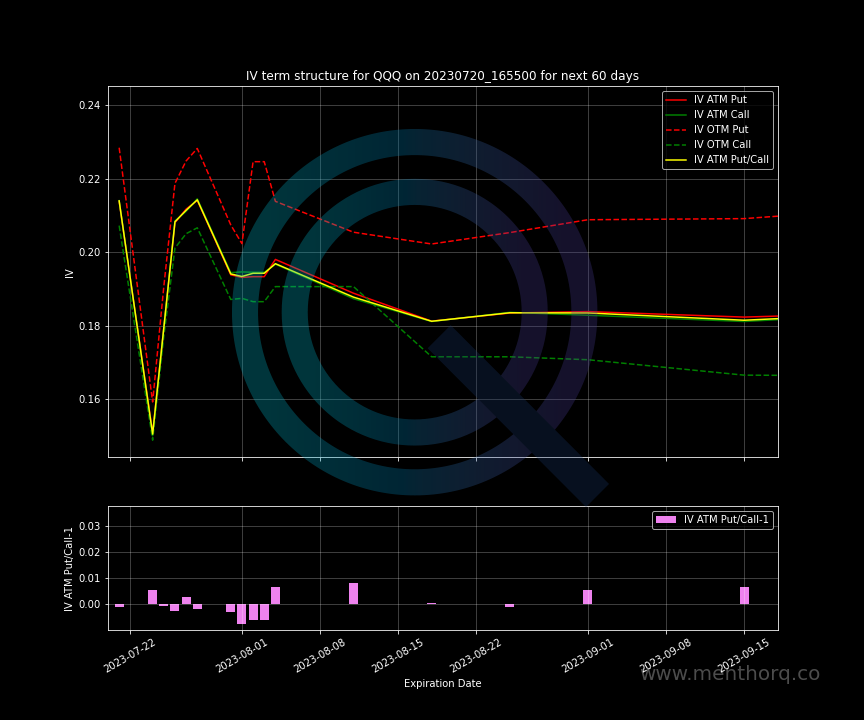 IV term structure for QQQ on 20230720_165500 for next 60 days
IV ATM Put
IV ATM Call
IV OTM Put
IV OTM Call
IV ATM Put/Call
0.24
0.22
0.20
0.18
0.16
IV
IV ATM Put/Call-1
0.03
0.02
0.01
0.00
IV ATM Put/Call-1
2023-07-22
2023-08-01
2023-08-08
2023-08-15
2023-08-22
2023-09-01
2023-09-08
2023-09-15
Expiration Date
www.menthorq.co